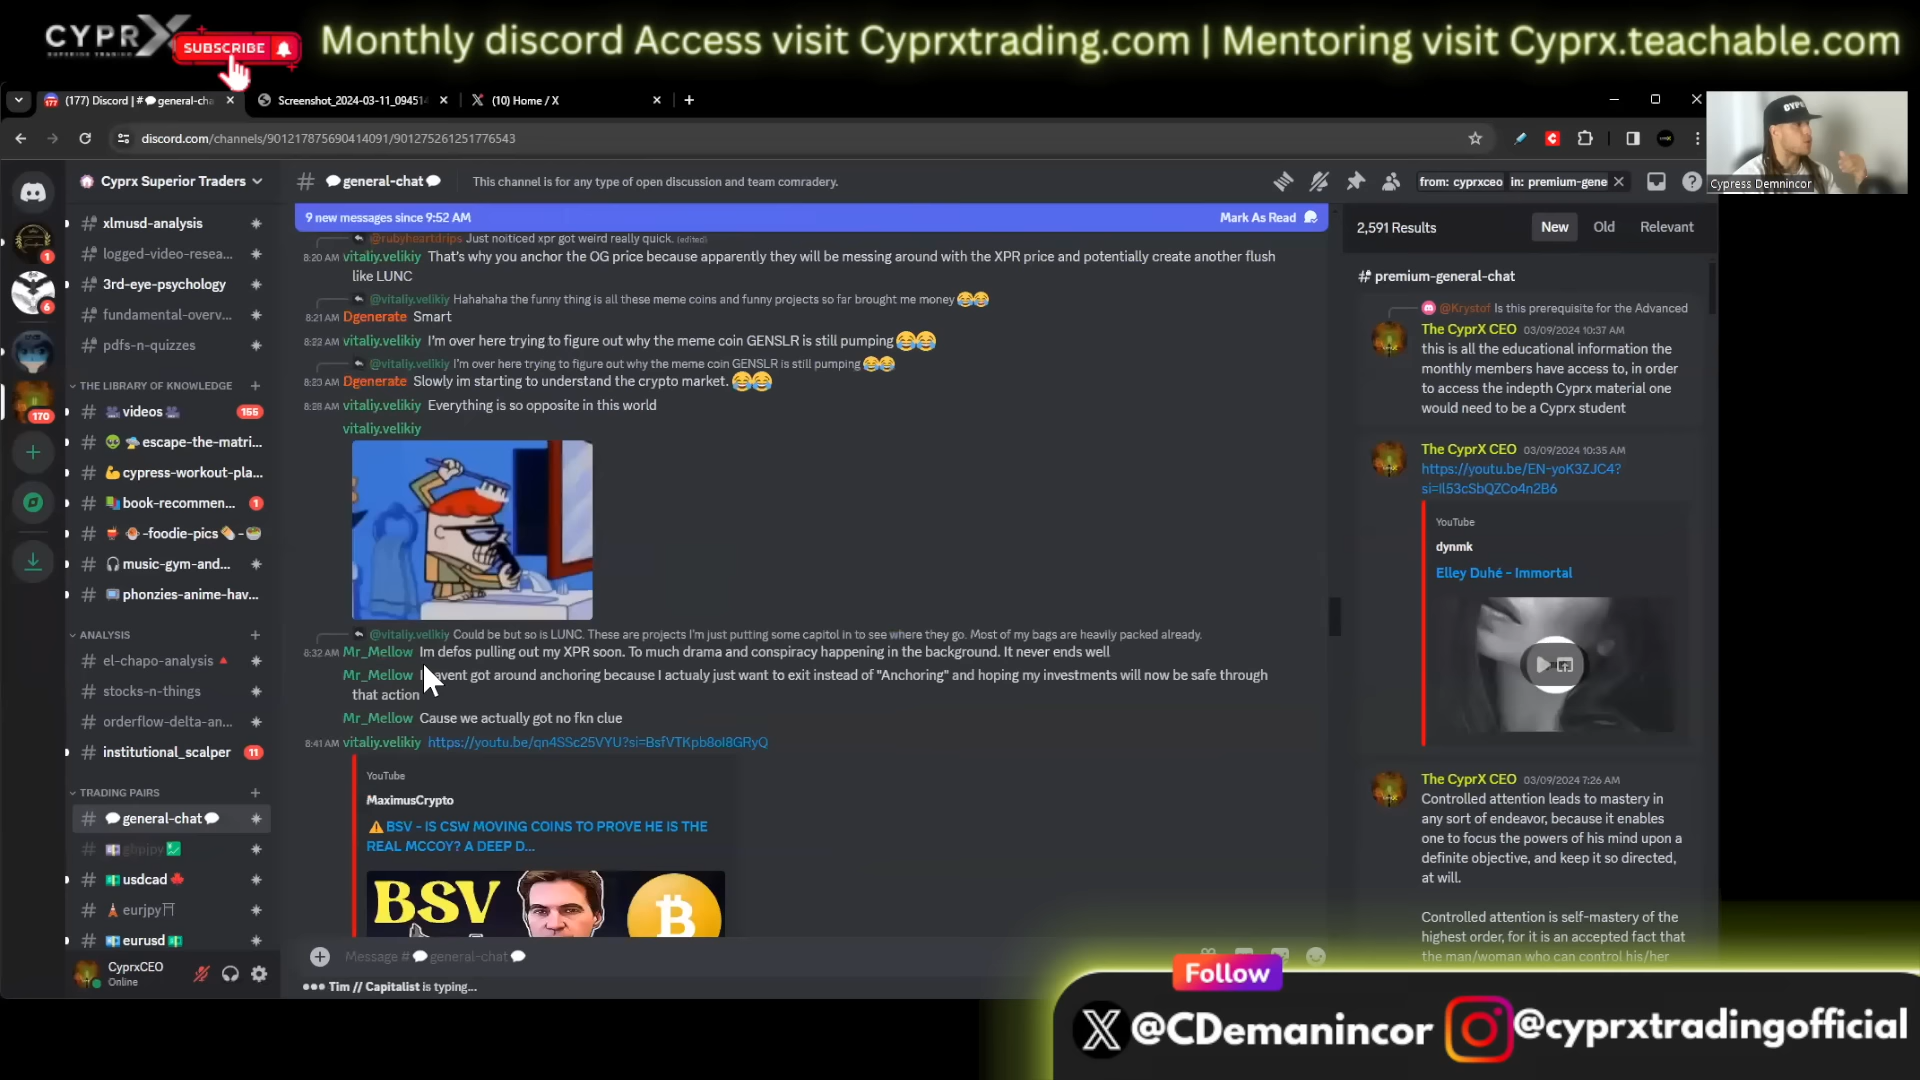 CYPRX
SUPERIOR TRADING
SUBSCRIBE
Monthly discord Access visit Cyprxtrading.com | Mentoring visit Cyprx.teachable.com
(177) Discord | # general-cha
Screenshot_2024-03-11_09451
(10) Home / X
discord.com/channels/901217875690414091/901275261251776543
Cypress Demnincor
Cyprx Superior Traders
general-chat
This channel is for any type of open discussion and team comradery.
from: cyprxceo in: premium-gene
9 new messages since 9:52 AM
Mark As Read
xlmusd-analysis
logged-video-resea...
3rd-eye-psychology
fundamental-overv...
pdfs-n-quizzes
THE LIBRARY OF KNOWLEDGE
videos
155
escape-the-matri...
cypress-workout-pla...
book-recommen...
1
-foodie-pics
music-gym-and...
phonzies-anime-hav...
ANALYSIS
el-chapo-analysis
stocks-n-things
orderflow-delta-an...
institutional_scalper
11
TRADING PAIRS
general-chat
gbpjpy
usdcad
eurjpy
eurusd
CyprxCEO
Online
1
6
170
@rubyheartdrips Just noiticed xpr got weird really quick. (edited)
8:20 AM vitaliy.velikiy That's why you anchor the OG price because apparently they will be messing around with the XPR price and potentially create another flush
like LUNC
@vitaliy.velikiy Hahahaha the funny thing is all these meme coins and funny projects so far brought me money 😂😂
8:21 AM Dgenerate Smart
8:22 AM vitaliy.velikiy I'm over here trying to figure out why the meme coin GENSLR is still pumping 😂😂
@vitaliy.velikiy I'm over here trying to figure out why the meme coin GENSLR is still pumping 😂😂
8:23 AM Dgenerate Slowly im starting to understand the crypto market. 😂😂
8:28 AM vitaliy.velikiy Everything is so opposite in this world
vitaliy.velikiy
@vitaliy.velikiy Could be but so is LUNC. These are projects I'm just putting some capitol in to see where they go. Most of my bags are heavily packed already.
8:32 AM Mr_Mellow Im defos pulling out my XPR soon. To much drama and conspiracy happening in the background. It never ends well
Mr_Mellow I avent got around anchoring because I actualy just want to exit instead of "Anchoring" and hoping my investments will now be safe through
that action
Mr_Mellow Cause we actually got no fkn clue
8:41 AM vitaliy.velikiy https://youtu.be/qn4SSc25VYU?si=BsfVTKpb8ol8GRyQ
YouTube
MaximusCrypto
⚠️BSV - IS CSW MOVING COINS TO PROVE HE IS THE
REAL MCCOY? A DEEP D...
BSV
Message # general-chat
Tim // Capitalist is typing...
2,591 Results
New
Old
Relevant
# premium-general-chat
@Krystof Is this prerequisite for the Advanced
The CyprX CEO 03/09/2024 10:37 AM
this is all the educational information the
monthly members have access to, in order
to access the indepth Cyprx material one
would need to be a Cyprx student
The CyprX CEO 03/09/2024 10:35 AM
https://youtu.be/EN-yoK3ZJC4?
si=Il53cSbQZCo4n2B6
YouTube
dynmk
Elley Duhé - Immortal
The CyprX CEO 03/09/2024 7:26 AM
Controlled attention leads to mastery in
any sort of endeavor, because it enables
one to focus the powers of his mind upon a
definite objective, and keep it so directed,
at will.
Controlled attention is self-mastery of the
highest order, for it is an accepted fact that
the man/woman who can control his/her
Follow
@CDemanincor
@cyprxtradingofficial